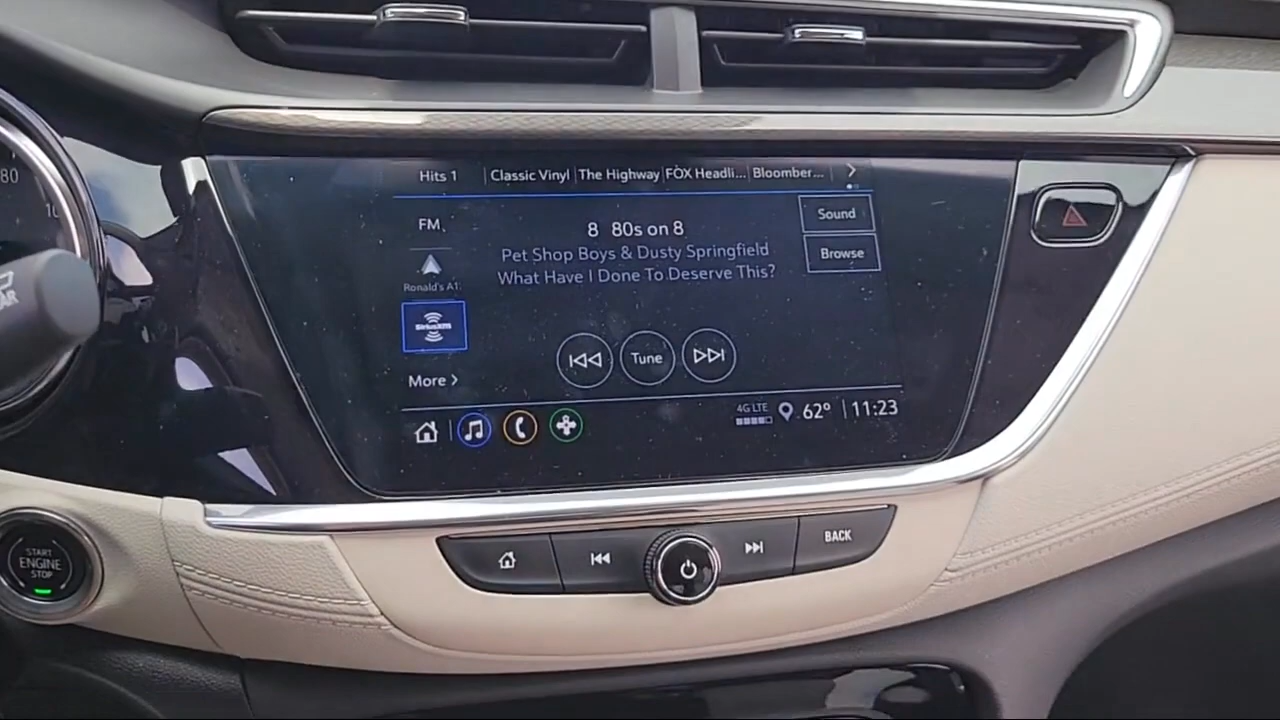 Hits 1 Classic Vinyl The Highway FOX Headli... Bloomber...
FM
8 80s on 8
Sound
Pet Shop Boys & Dusty Springfield
Browse
What Have I Done To Deserve This?
Ronald's A1.
SiriusXM
Tune
More >
4G LTE
62° 11:23
80
START
ENGINE
STOP
BACK